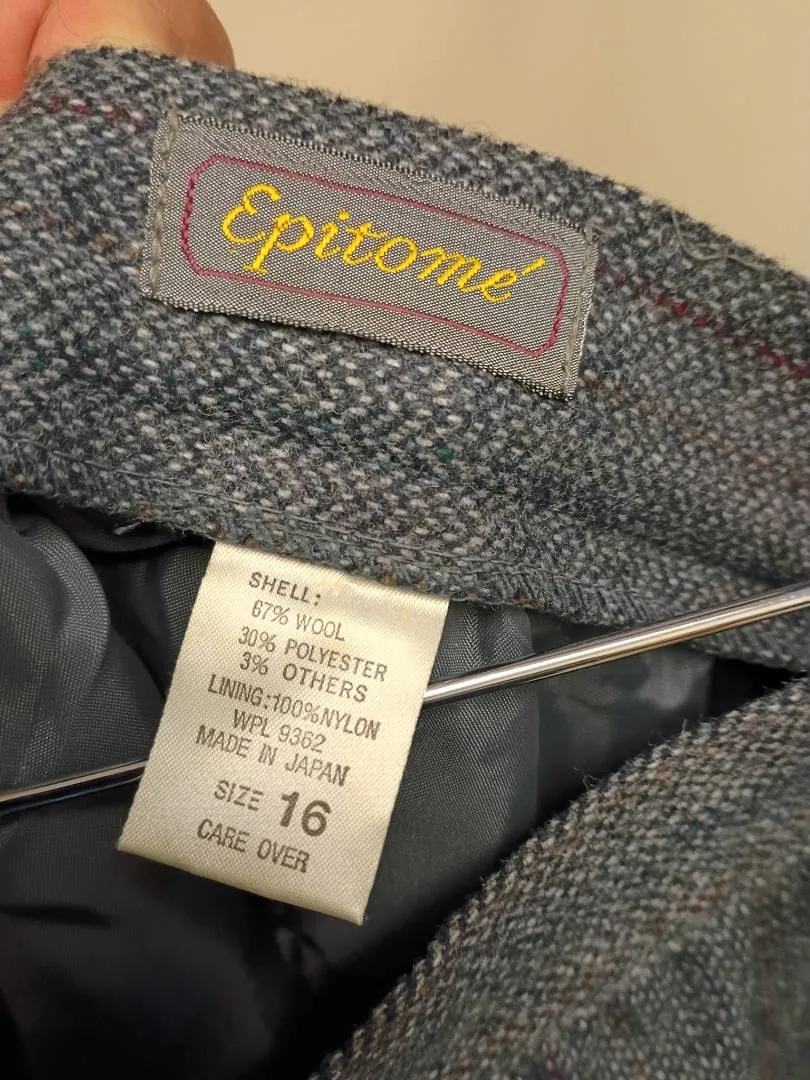 Epitomé
SHELL:
67% WOOL
30% POLYESTER
3% OTHERS
LINING:100%NYLON
WPL 9362
MADE IN JAPAN
SIZE 16
CARE OVER